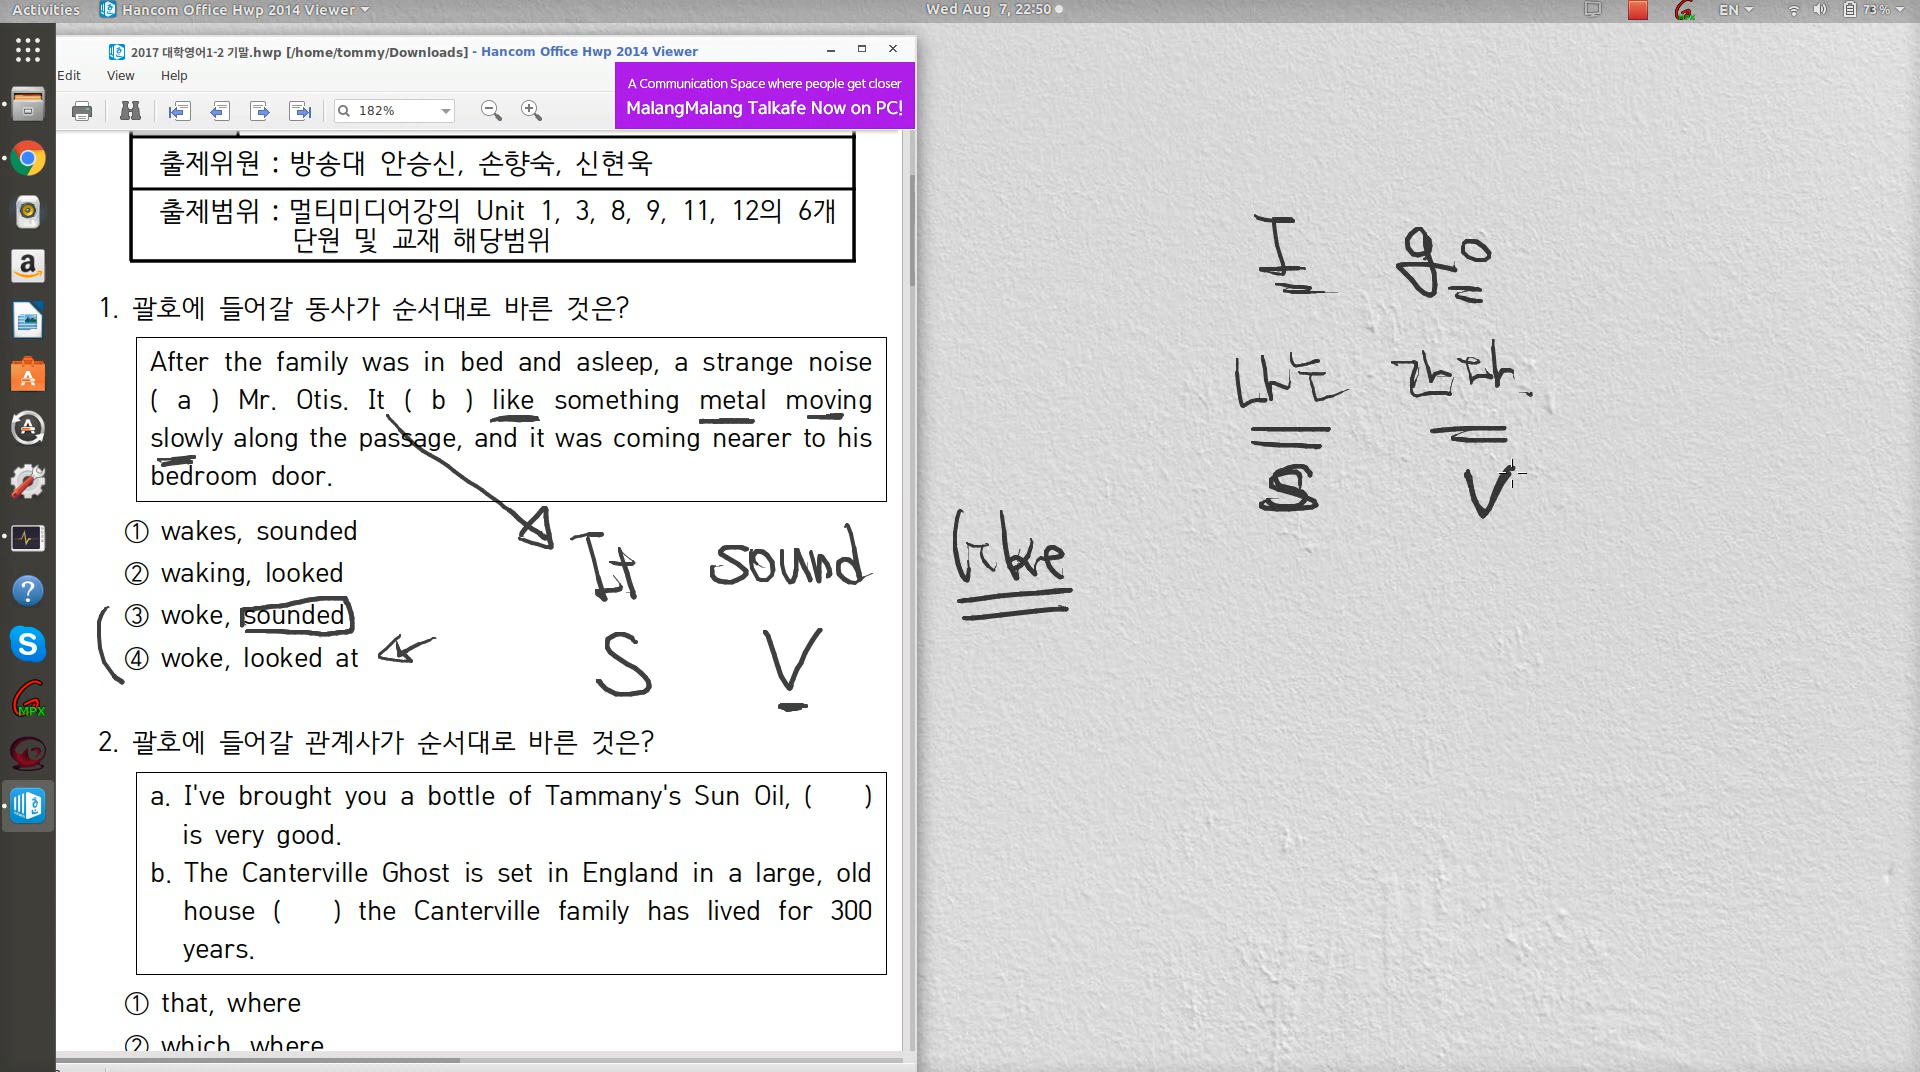 Activities
Hancom Office Hwp 2014 Viewer
Wed Aug 7, 22:50
EN
73 %
2017 대학영어1-2 기말.hwp [/home/tommy/Downloads] - Hancom Office Hwp 2014 Viewer
Edit View Help
A Communication Space where people get closer
MalangMalang Talkafe Now on PC!
182%
출제위원 : 방송대 안승신, 손향숙, 신현욱
출제범위 : 멀티미디어강의 Unit 1, 3, 8, 9, 11, 12의 6개
단원 및 교재 해당범위
1. 괄호에 들어갈 동사가 순서대로 바른 것은?
After the family was in bed and asleep, a strange noise
( a ) Mr. Otis. It ( b ) like something metal moving
slowly along the passage, and it was coming nearer to his
bedroom door.
① wakes, sounded
② waking, looked
③ woke, sounded
④ woke, looked at
It sound
S V
2. 괄호에 들어갈 관계사가 순서대로 바른 것은?
a. I've brought you a bottle of Tammany's Sun Oil, ( )
is very good.
b. The Canterville Ghost is set in England in a large, old
house ( ) the Canterville family has lived for 300
years.
① that, where
② which, where
I go
나는 간다.
S V
like
a
A
A
?
S
MPX